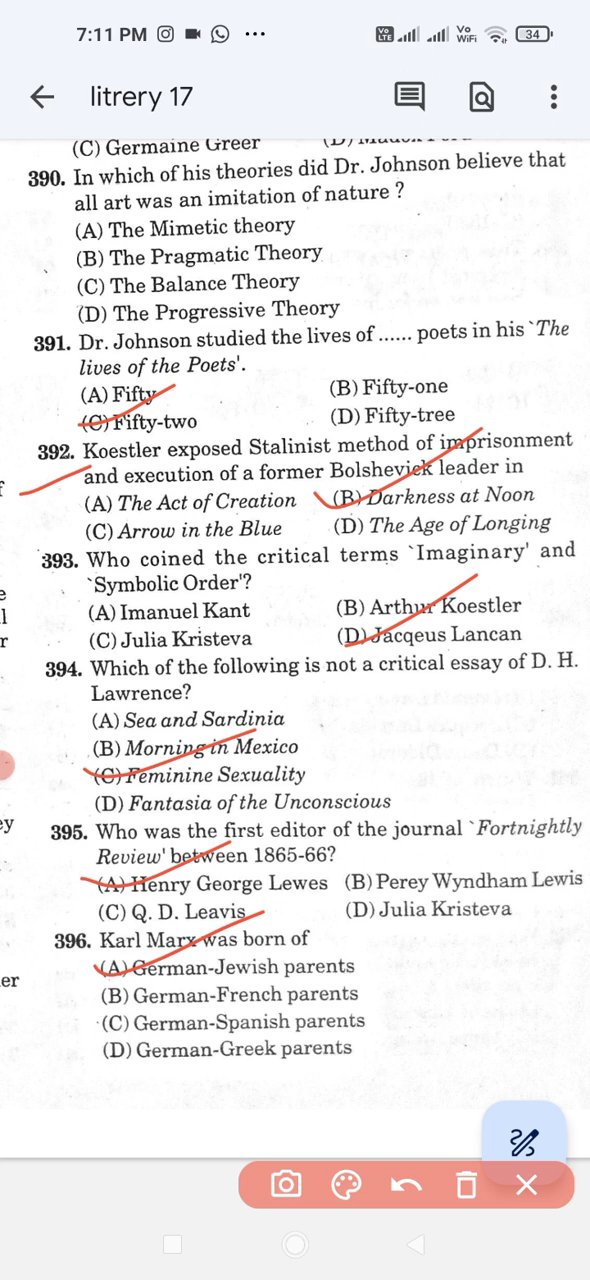 7:11 PM
Vo LTE Vo WiFi 34
litrery 17
(C) Germaine Greer (D)
390. In which of his theories did Dr. Johnson believe that
all art was an imitation of nature ?
(A) The Mimetic theory
(B) The Pragmatic Theory
(C) The Balance Theory
(D) The Progressive Theory
391. Dr. Johnson studied the lives of ...... poets in his `The
lives of the Poets'.
(A) Fifty (B) Fifty-one
(C) Fifty-two (D) Fifty-tree
392. Koestler exposed Stalinist method of imprisonment
and execution of a former Bolshevick leader in
(A) The Act of Creation (B) Darkness at Noon
(C) Arrow in the Blue (D) The Age of Longing
393. Who coined the critical terms `Imaginary' and
`Symbolic Order'?
(A) Imanuel Kant (B) Arthur Koestler
(C) Julia Kristeva (D) Jacqeus Lancan
394. Which of the following is not a critical essay of D. H.
Lawrence?
(A) Sea and Sardinia
(B) Morning in Mexico
(C) Feminine Sexuality
(D) Fantasia of the Unconscious
395. Who was the first editor of the journal `Fortnightly
Review' between 1865-66?
(A) Henry George Lewes (B) Perey Wyndham Lewis
(C) Q. D. Leavis (D) Julia Kristeva
396. Karl Marx was born of
(A) German-Jewish parents
(B) German-French parents
(C) German-Spanish parents
(D) German-Greek parents